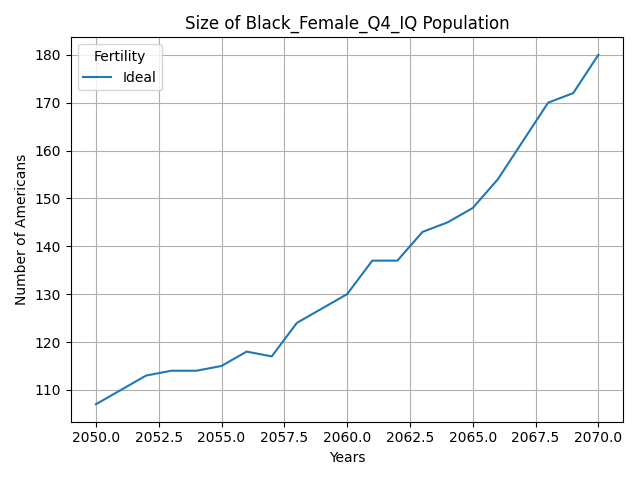 Size of Black_Female_Q4_IQ Population
Fertility
Ideal
Number of Americans
180
170
160
150
140
130
120
110
2050.0 2052.5 2055.0 2057.5 2060.0 2062.5 2065.0 2067.5 2070.0
Years